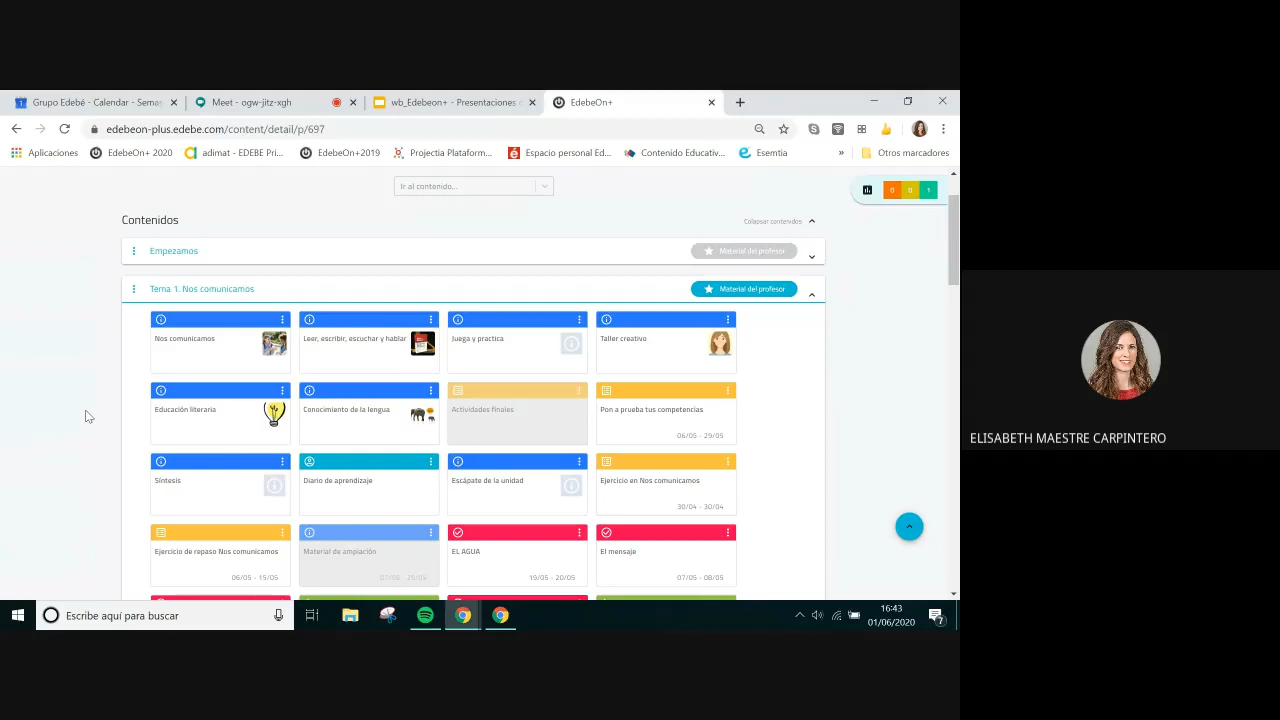 Grupo Edebé - Calendar - Sema
Meet - ogw-jitz-xgh
wb_Edebeon+ - Presentaciones
EdebeOn+
edebeon-plus.edebe.com/content/detail/p/697
Aplicaciones
EdebeOn+ 2020
adimat - EDEBE Pri...
EdebeOn+2019
Projectia Plataform...
Espacio personal Ed...
Contenido Educativ...
Esemtia
»
Otros marcadores
Ir al contenido...
0 0 1
Contenidos
Colapsar contenidos
Empezamos
Material del profesor
Tema 1. Nos comunicamos
Material del profesor
Nos comunicamos
Leer, escribir, escuchar y hablar
Juega y practica
Taller creativo
Educación literaria
Conocimiento de la lengua
Actividades finales
Pon a prueba tus competencias
06/05 - 29/05
Síntesis
Diario de aprendizaje
Escápate de la unidad
Ejercicio en Nos comunicamos
30/04 - 30/04
Ejercicio de repaso Nos comunicamos
06/05 - 15/05
Material de ampiación
EL AGUA
19/05 - 20/05
El mensaje
07/05 - 08/05
ELISABETH MAESTRE CARPINTERO
Escribe aquí para buscar
16:43
01/06/2020
7